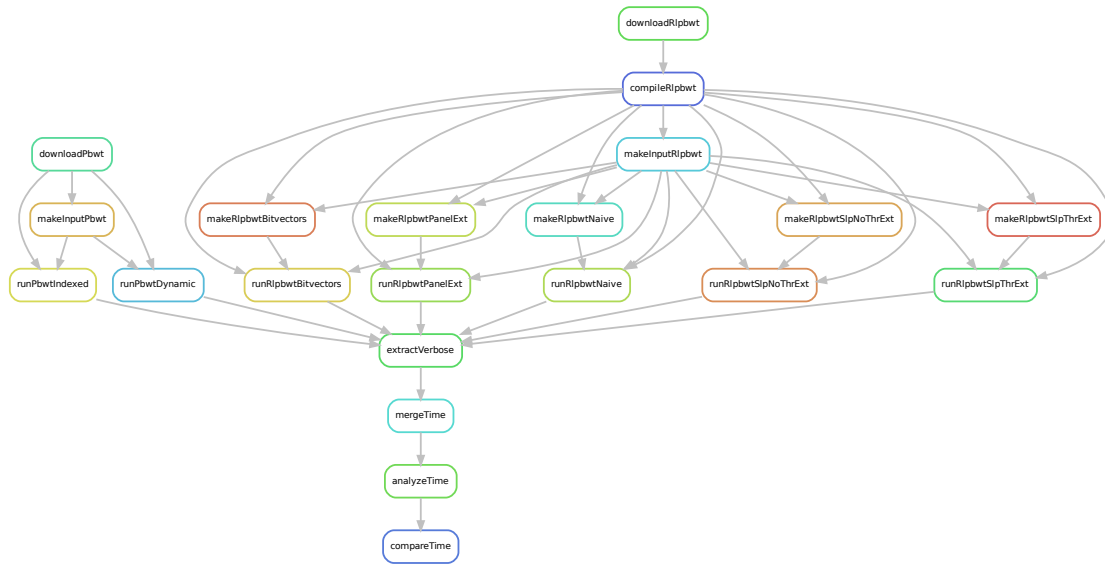 downloadRlpbwt
compileRlpbwt
downloadPbwt
makeInputRlpbwt
makeInputPbwt
makeRlpbwtBitvectors
makeRlpbwtPanelExt
makeRlpbwtNaive
makeRlpbwtSlpNoThrExt
makeRlpbwtSlpThrExt
runPbwtIndexed
runPbwtDynamic
runRlpbwtBitvectors
runRlpbwtPanelExt
runRlpbwtNaive
runRlpbwtSlpNoThrExt
runRlpbwtSlpThrExt
extractVerbose
mergeTime
analyzeTime
compareTime